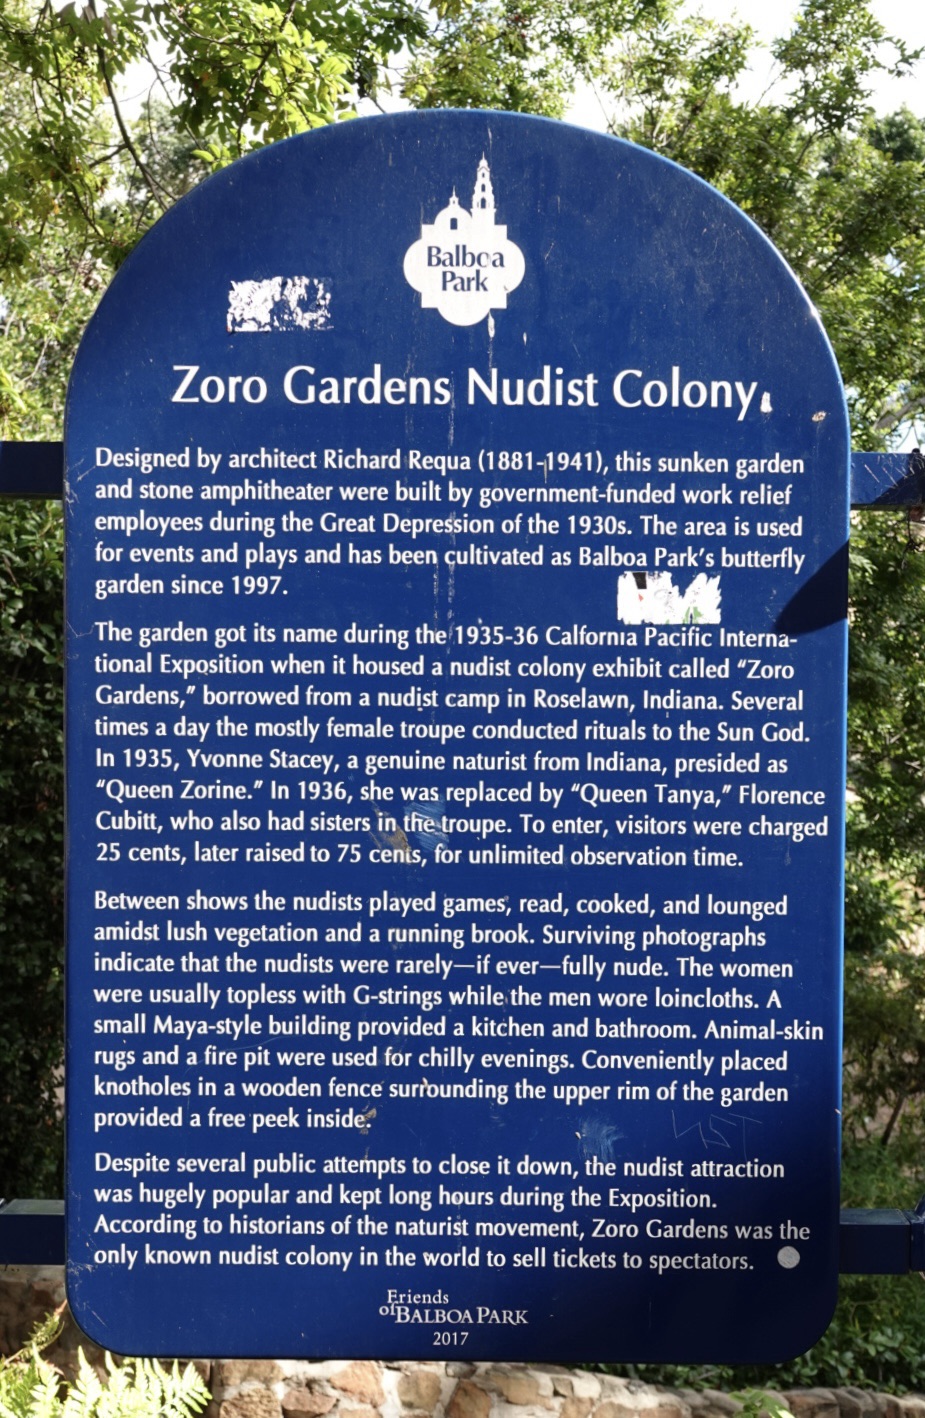 Balboa
Park
Zoro Gardens Nudist Colony
Designed by architect Richard Requa (1881-1941), this sunken garden
and stone amphitheater were built by government-funded work relief
employees during the Great Depression of the 1930s. The area is used
for events and plays and has been cultivated as Balboa Park's butterfly
garden since 1997.
The garden got its name during the 1935-36 Calfornia Pacific Interna-
tional Exposition when it housed a nudist colony exhibit called “Zoro
Gardens,” borrowed from a nudist camp in Roselawn, Indiana. Several
times a day the mostly female troupe conducted rituals to the Sun God.
In 1935, Yvonne Stacey, a genuine naturist from Indiana, presided as
“Queen Zorine.” In 1936, she was replaced by “Queen Tanya,” Florence
Cubitt, who also had sisters in the troupe. To enter, visitors were charged
25 cents, later raised to 75 cents, for unlimited observation time.
Between shows the nudists played games, read, cooked, and lounged
amidst lush vegetation and a running brook. Surviving photographs
indicate that the nudists were rarely—if ever—fully nude. The women
were usually topless with G-strings while the men wore loincloths. A
small Maya-style building provided a kitchen and bathroom. Animal-skin
rugs and a fire pit were used for chilly evenings. Conveniently placed
knotholes in a wooden fence surrounding the upper rim of the garden
provided a free peek inside.
Despite several public attempts to close it down, the nudist attraction
was hugely popular and kept long hours during the Exposition.
According to historians of the naturist movement, Zoro Gardens was the
only known nudist colony in the world to sell tickets to spectators.
Friends
of BALBOA PARK
2017